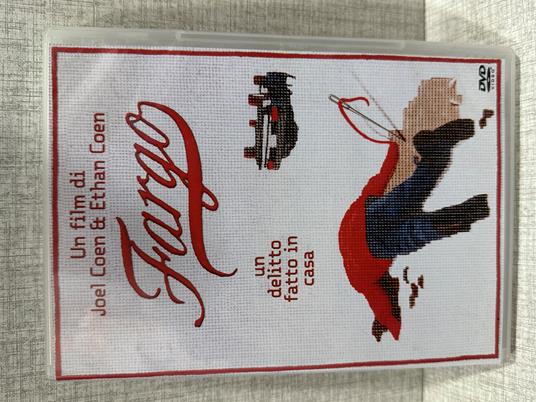 Un film di
Joel Coen & Ethan Coen
Fargo
un
delitto
fatto in
casa
DVD
VIDEO